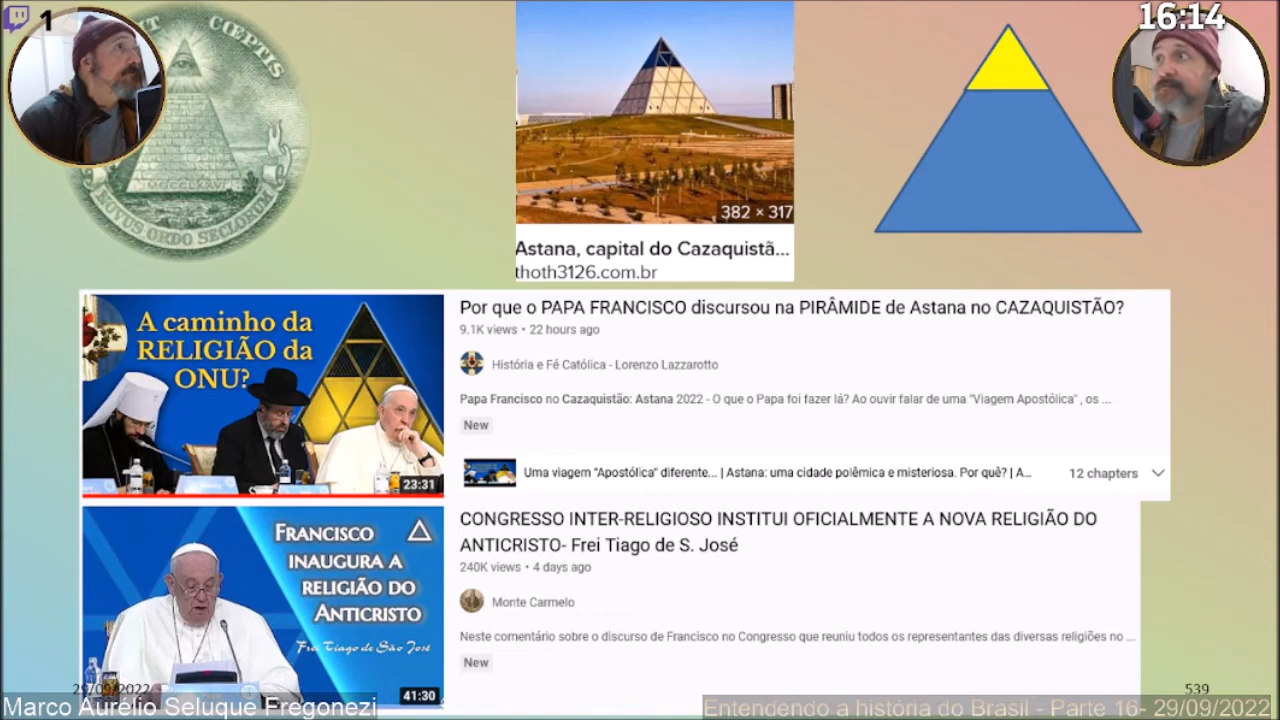 1
16:14
COEPTIS
MDCCLXXVI
NOVUS ORDO SECLORUM
382 × 317
Astana, capital do Cazaquistã...
thoth3126.com.br
A caminho da
RELIGIÃO da
ONU?
23:31
Por que o PAPA FRANCISCO discursou na PIRÂMIDE de Astana no CAZAQUISTÃO?
9.1K views • 22 hours ago
História e Fé Católica - Lorenzo Lazzarotto
Papa Francisco no Cazaquistão: Astana 2022 - O que o Papa foi fazer lá? Ao ouvir falar de uma "Viagem Apostólica" , os ...
New
Uma viagem "Apostólica" diferente... | Astana: uma cidade polêmica e misteriosa. Por quê? | A...
12 chapters
FRANCISCO
INAUGURA A
RELIGIÃO DO
ANTICRISTO
Frei Tiago de São José
41:30
CONGRESSO INTER-RELIGIOSO INSTITUI OFICIALMENTE A NOVA RELIGIÃO DO
ANTICRISTO- Frei Tiago de S. José
240K views • 4 days ago
Monte Carmelo
Neste comentário sobre o discurso de Francisco no Congresso que reuniu todos os representantes das diversas religiões no ...
New
29/09/2022
539
Marco Aurélio Seluque Fregonezi
Entendendo a história do Brasil - Parte 16- 29/09/2022